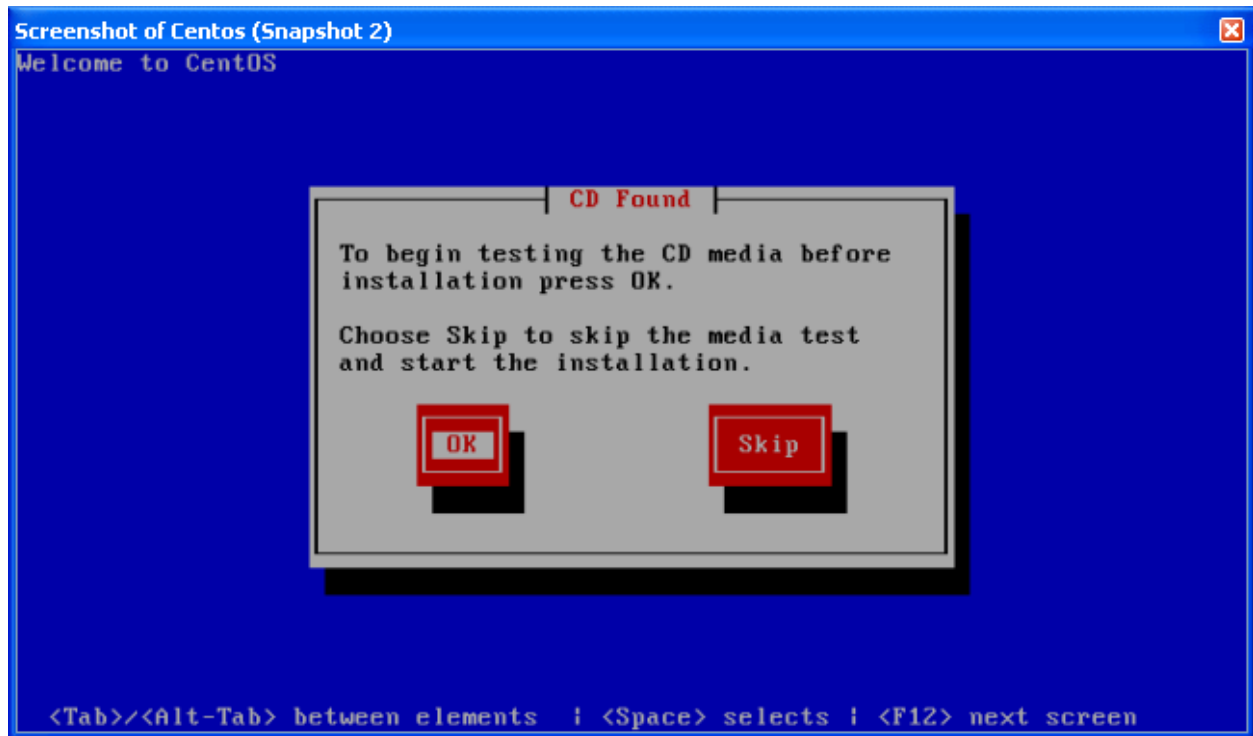 Screenshot of Centos (Snapshot 2)
Welcome to CentOS
CD Found
To begin testing the CD media before
installation press OK.
Choose Skip to skip the media test
and start the installation.
OK Skip
<Tab>/<Alt-Tab> between elements | <Space> selects | <F12> next screen